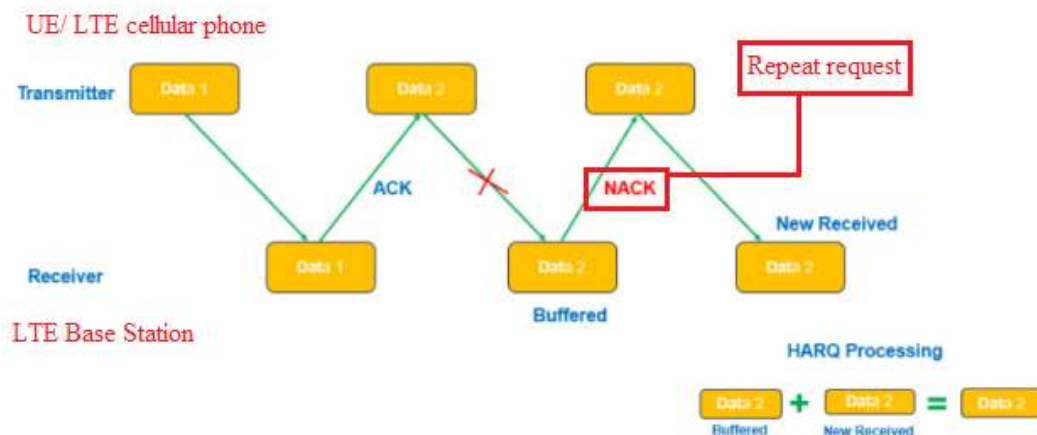 UE/ LTE cellular phone
Repeat request
Transmitter
Data 1
Data 2
Data 2
ACK
NACK
New Received
Receiver
Data 1
Data 2
Data 2
Buffered
LTE Base Station
HARQ Processing
Data 2 + Data 2 = Data 2
Buffered
New Received